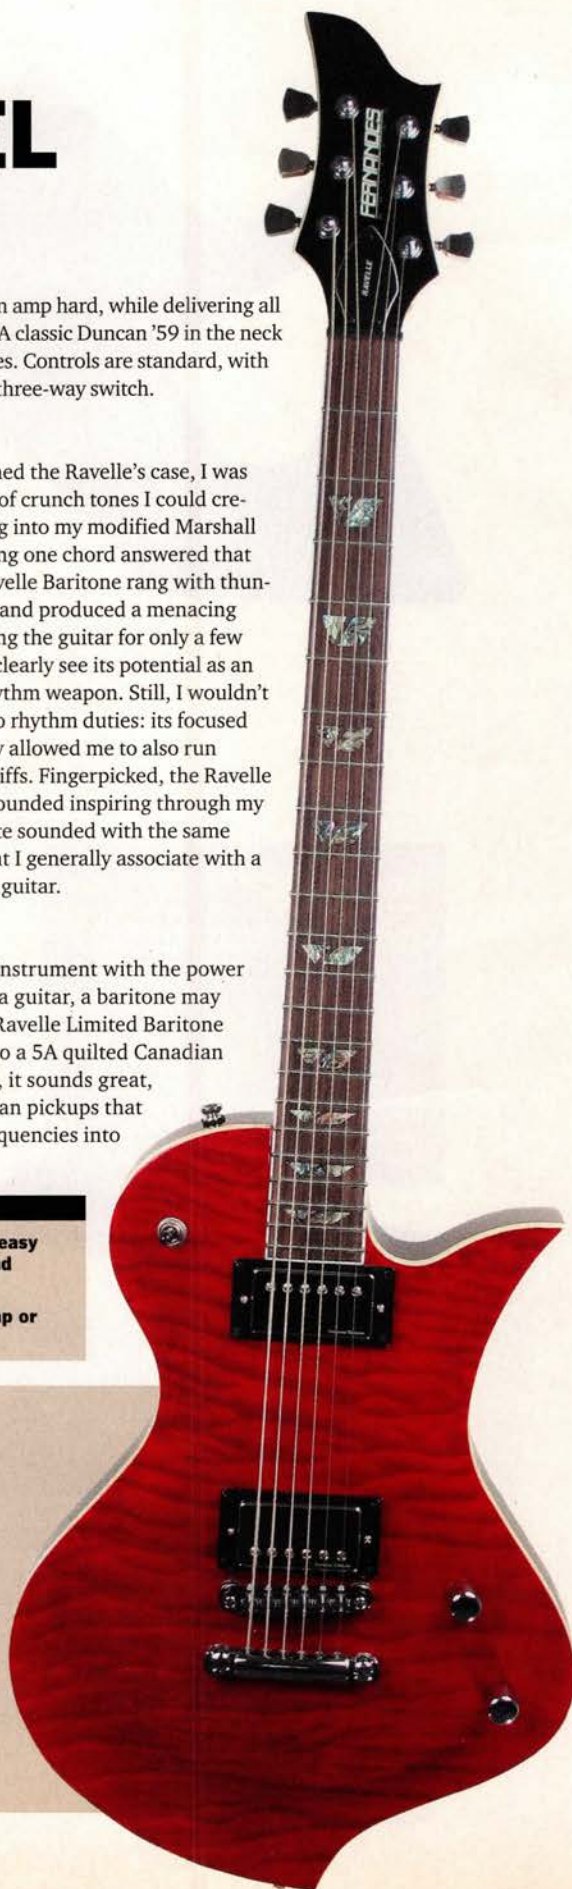 EL
FERNANDES
RAVELLE
n amp hard, while delivering all
A classic Duncan ’59 in the neck
es. Controls are standard, with
three-way switch.
ned the Ravelle’s case, I was
of crunch tones I could cre-
g into my modified Marshall
ng one chord answered that
velle Baritone rang with thun-
and produced a menacing
ng the guitar for only a few
clearly see its potential as an
ythm weapon. Still, I wouldn’t
o rhythm duties: its focused
y allowed me to also run
iffs. Fingerpicked, the Ravelle
ounded inspiring through my
te sounded with the same
at I generally associate with a
guitar.
instrument with the power
a guitar, a baritone may
Ravelle Limited Baritone
o a 5A quilted Canadian
, it sounds great,
an pickups that
quencies into
easy
d
p or